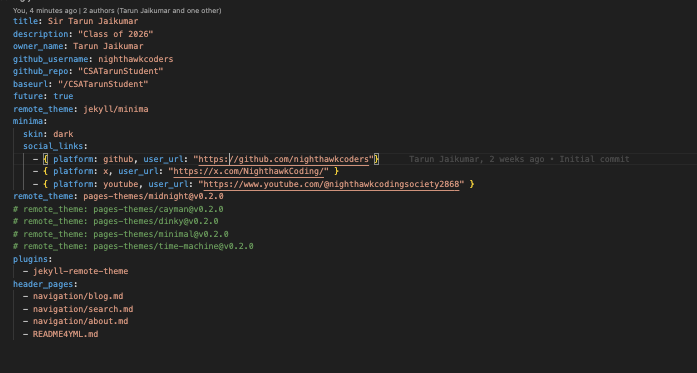 You, 4 minutes ago | 2 authors (Tarun Jaikumar and one other)
title: Sir Tarun Jaikumar
description: "Class of 2026"
owner_name: Tarun Jaikumar
github_username: nighthawkcoders
github_repo: "CSATarunStudent"
baseurl: "/CSATarunStudent"
future: true
remote_theme: jekyll/minima
minima:
  skin: dark
  social_links:
    - { platform: github, user_url: "https://github.com/nighthawkcoders"} Tarun Jaikumar, 2 weeks ago • Initial commit
    - { platform: x, user_url: "https://x.com/NighthawkCoding/" }
    - { platform: youtube, user_url: "https://www.youtube.com/@nighthawkcodingsociety2868" }
remote_theme: pages-themes/midnight@v0.2.0
# remote_theme: pages-themes/cayman@v0.2.0
# remote_theme: pages-themes/dinky@v0.2.0
# remote_theme: pages-themes/minimal@v0.2.0
# remote_theme: pages-themes/time-machine@v0.2.0
plugins:
  - jekyll-remote-theme
header_pages:
  - navigation/blog.md
  - navigation/search.md
  - navigation/about.md
  - README4YML.md